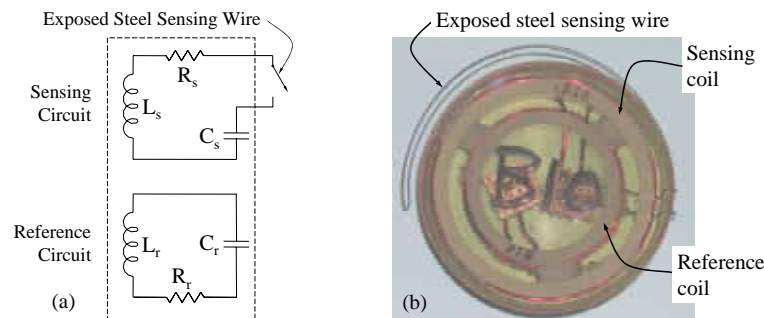 Exposed Steel Sensing Wire
Sensing
Circuit
Rs
Ls
Cs
Reference
Circuit
Lr
Cr
Rr
(a)
Exposed steel sensing wire
Sensing
coil
B10
Reference
coil
(b)